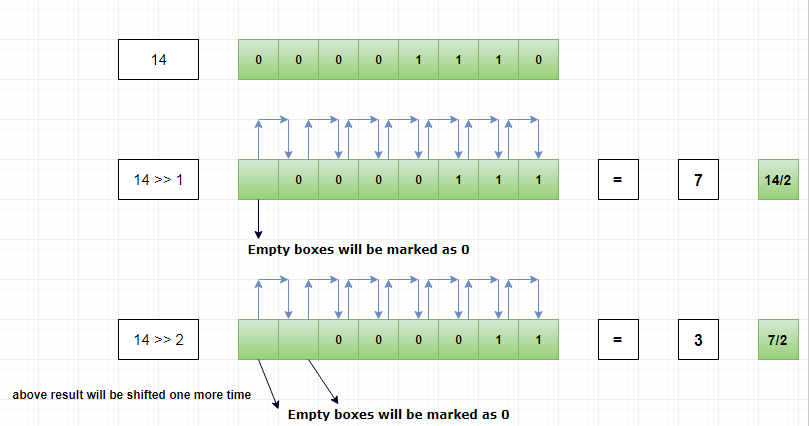 14 0 0 0 0 1 1 1 0
14 >> 1 0 0 0 0 1 1 1 = 7 14/2
Empty boxes will be marked as 0
14 >> 2 0 0 0 0 1 1 = 3 7/2
above result will be shifted one more time
Empty boxes will be marked as 0